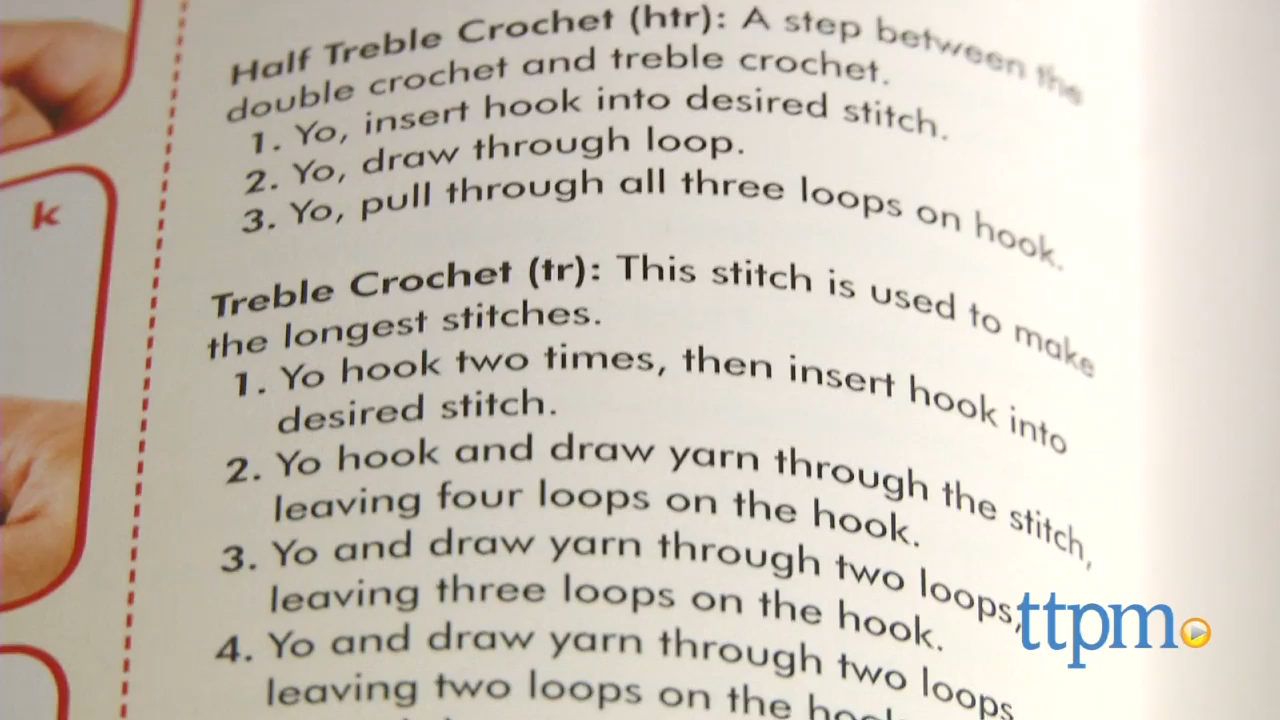 Half Treble Crochet (htr): A step between the
double crochet and treble crochet.
1. Yo, insert hook into desired stitch.
2. Yo, draw through loop.
3. Yo, pull through all three loops on hook.
k
Treble Crochet (tr): This stitch is used to make
the longest stitches.
1. Yo hook two times, then insert hook into
desired stitch.
2. Yo hook and draw yarn through the stitch,
leaving four loops on the hook.
3. Yo and draw yarn through two loops,
leaving three loops on the hook.
4. Yo and draw yarn through two loops
leaving two loops on the hook
ttpm